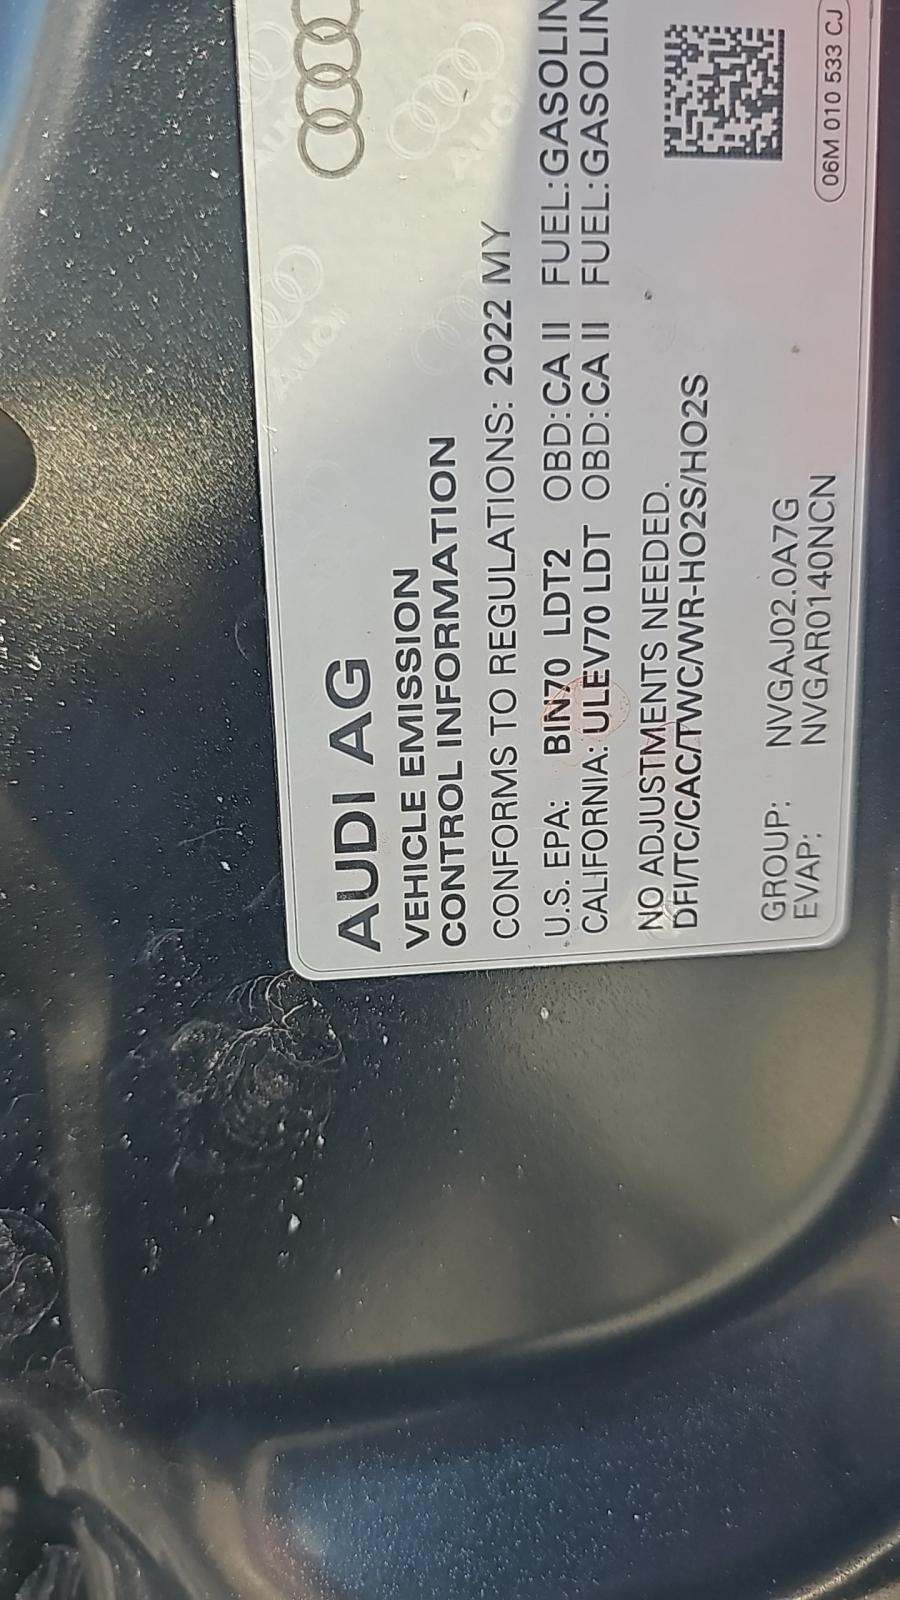 AUDI AG
VEHICLE EMISSION
CONTROL INFORMATION
CONFORMS TO REGULATIONS: 2022 MY
U.S. EPA: BIN70 LDT2 OBD:CA II FUEL:GASOLIN
CALIFORNIA: ULEV70 LDT OBD:CA II FUEL:GASOLIN
NO ADJUSTMENTS NEEDED.
DFI/TC/CAC/TWC/WR-HO2S/HO2S
GROUP: NVGAJ02.0A7G
EVAP: NVGAR0140NCN
06M 010 533 CJ